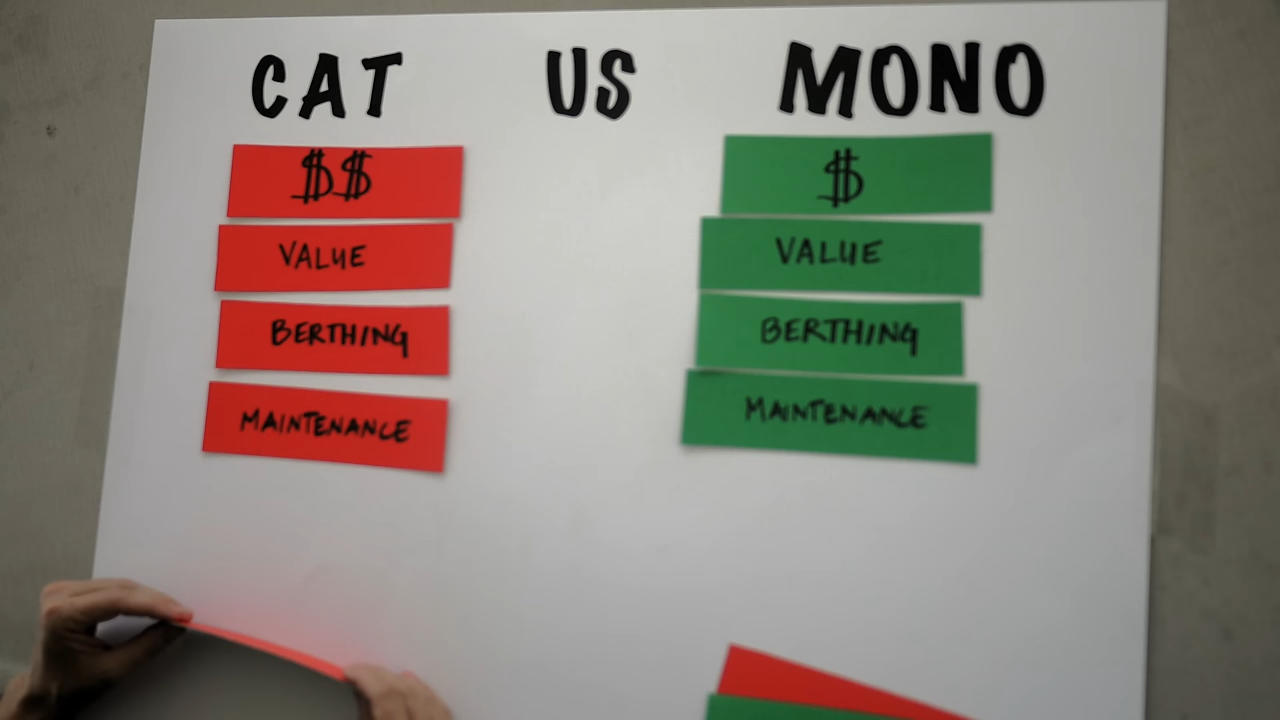 CAT US MONO
$$ $
VALUE VALUE
BERTHING BERTHING
MAINTENANCE MAINTENANCE